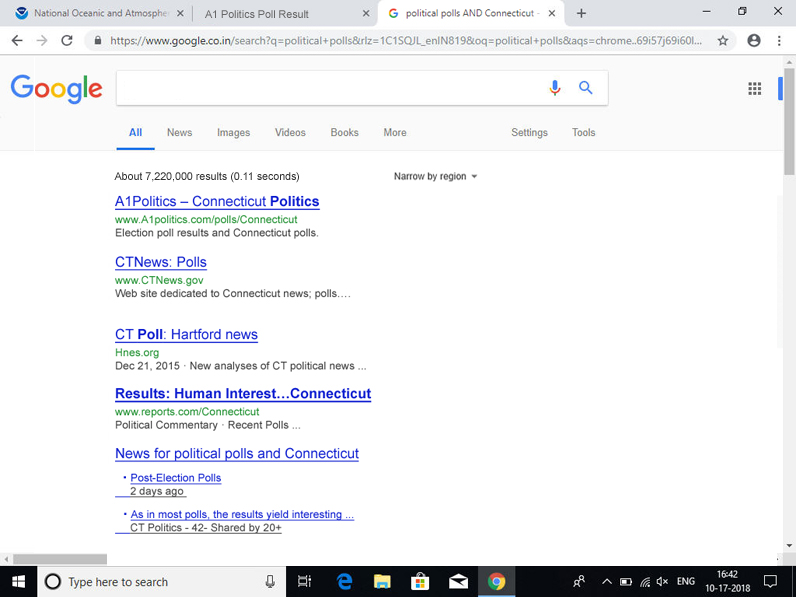 National Oceanic and Atmosphe
A1 Politics Poll Result
political polls AND Connecticut -
https://www.google.co.in/search?q=political+polls&rlz=1C1SQJL_enIN819&oq=political+polls&aqs=chrome..69i57j69i60l...
Google
All News Images Videos Books More Settings Tools
About 7,220,000 results (0.11 seconds)
Narrow by region
A1Politics – Connecticut Politics
www.A1politics.com/polls/Connecticut
Election poll results and Connecticut polls.
CTNews: Polls
www.CTNews.gov
Web site dedicated to Connecticut news; polls....
CT Poll: Hartford news
Hnes.org
Dec 21, 2015 · New analyses of CT political news ...
Results: Human Interest...Connecticut
www.reports.com/Connecticut
Political Commentary · Recent Polls ...
News for political polls and Connecticut
• Post-Election Polls
2 days ago
• As in most polls, the results yield interesting ...
CT Politics - 42- Shared by 20+
Type here to search
ENG
16:42
10-17-2018